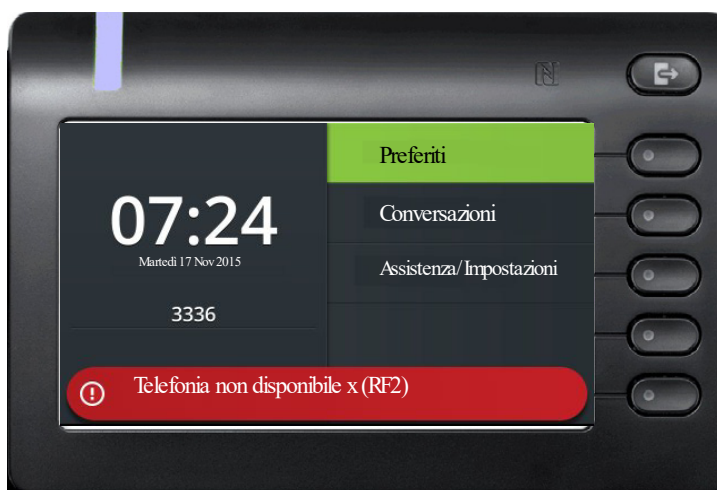 07:24
Martedì 17 Nov 2015
3336
Preferiti
Conversazioni
Assistenza/Impostazioni
Telefonia non disponibile x (RF2)